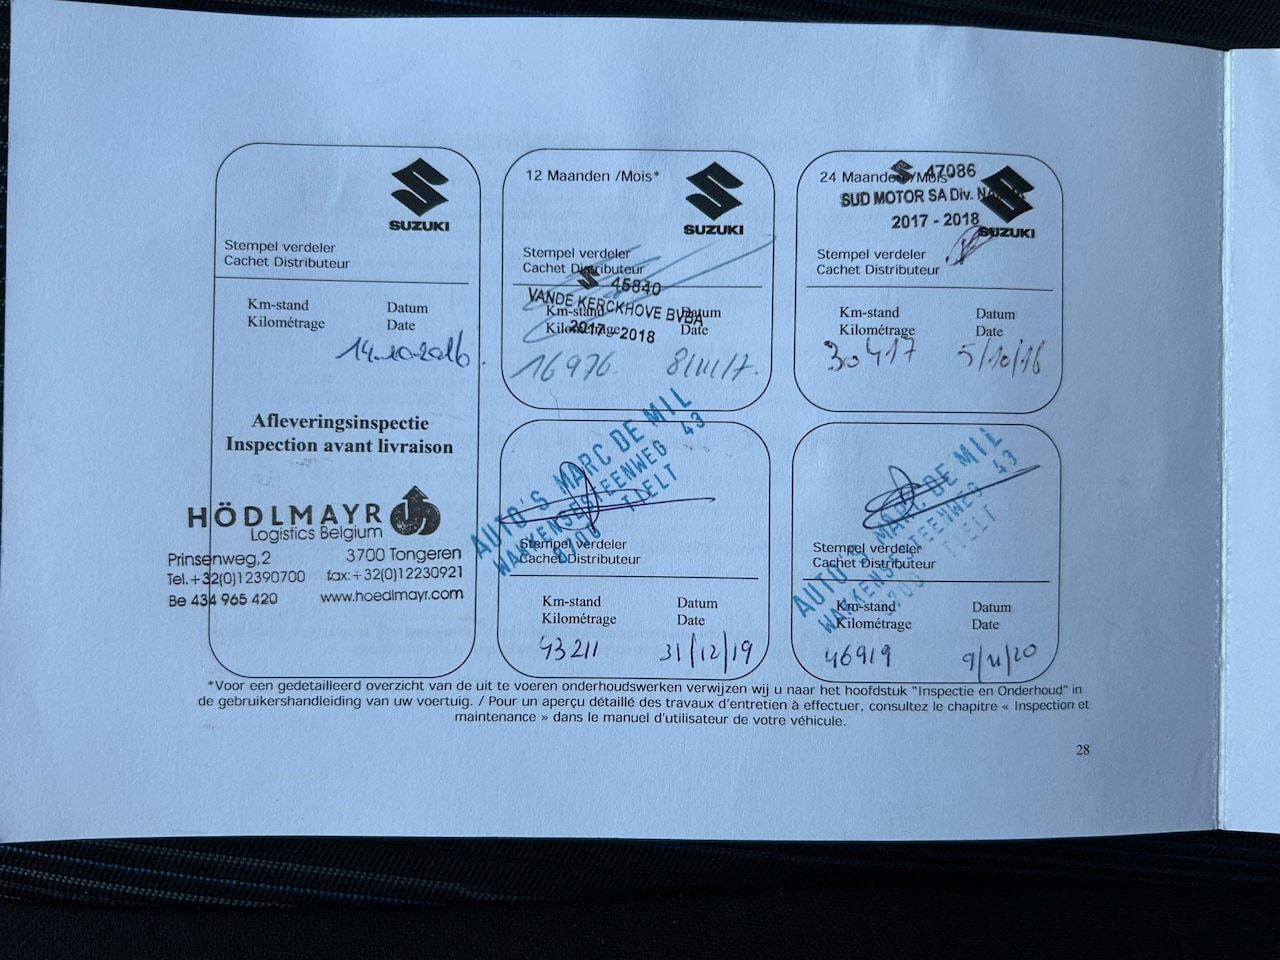 SUZUKI
Stempel verdeler
Cachet Distributeur
Km-stand Datum
Kilométrage Date
14-10-2016.
Afleveringsinspectie
Inspection avant livraison
HÖDLMAYR
Logistics Belgium
Prinsenweg,2 3700 Tongeren
Tel.+32(0)12390700 fax:+32(0)12230921
Be 434 965 420 www.hoedlmayr.com
12 Maanden /Mois*
SUZUKI
Stempel verdeler
Cachet Distributeur
45840
VANDE KERCKHOVE BVBA
2017 - 2018
Km-stand Datum
Kilométrage Date
16976. 8/11/17.
24 Maanden /Mois*
47086
SUD MOTOR SA Div.
2017 - 2018
SUZUKI
Stempel verdeler
Cachet Distributeur
Km-stand Datum
Kilométrage Date
30417 5/10/18
AUTO'S MARC DE MIL
WAKKENSESTEENWEG 43
8700 TIELT
Stempel verdeler
Cachet Distributeur
Km-stand Datum
Kilométrage Date
43211 31/12/19
AUTO'S MARC DE MIL
WAKKENSESTEENWEG 43
8700 TIELT
Stempel verdeler
Cachet Distributeur
Km-stand Datum
Kilométrage Date
46919 9/11/20
*Voor een gedetailleerd overzicht van de uit te voeren onderhoudswerken verwijzen wij u naar het hoofdstuk "Inspectie en Onderhoud" in
de gebruikershandleiding van uw voertuig. / Pour un aperçu détaillé des travaux d'entretien à effectuer, consultez le chapitre « Inspection et
maintenance » dans le manuel d'utilisateur de votre véhicule.
28